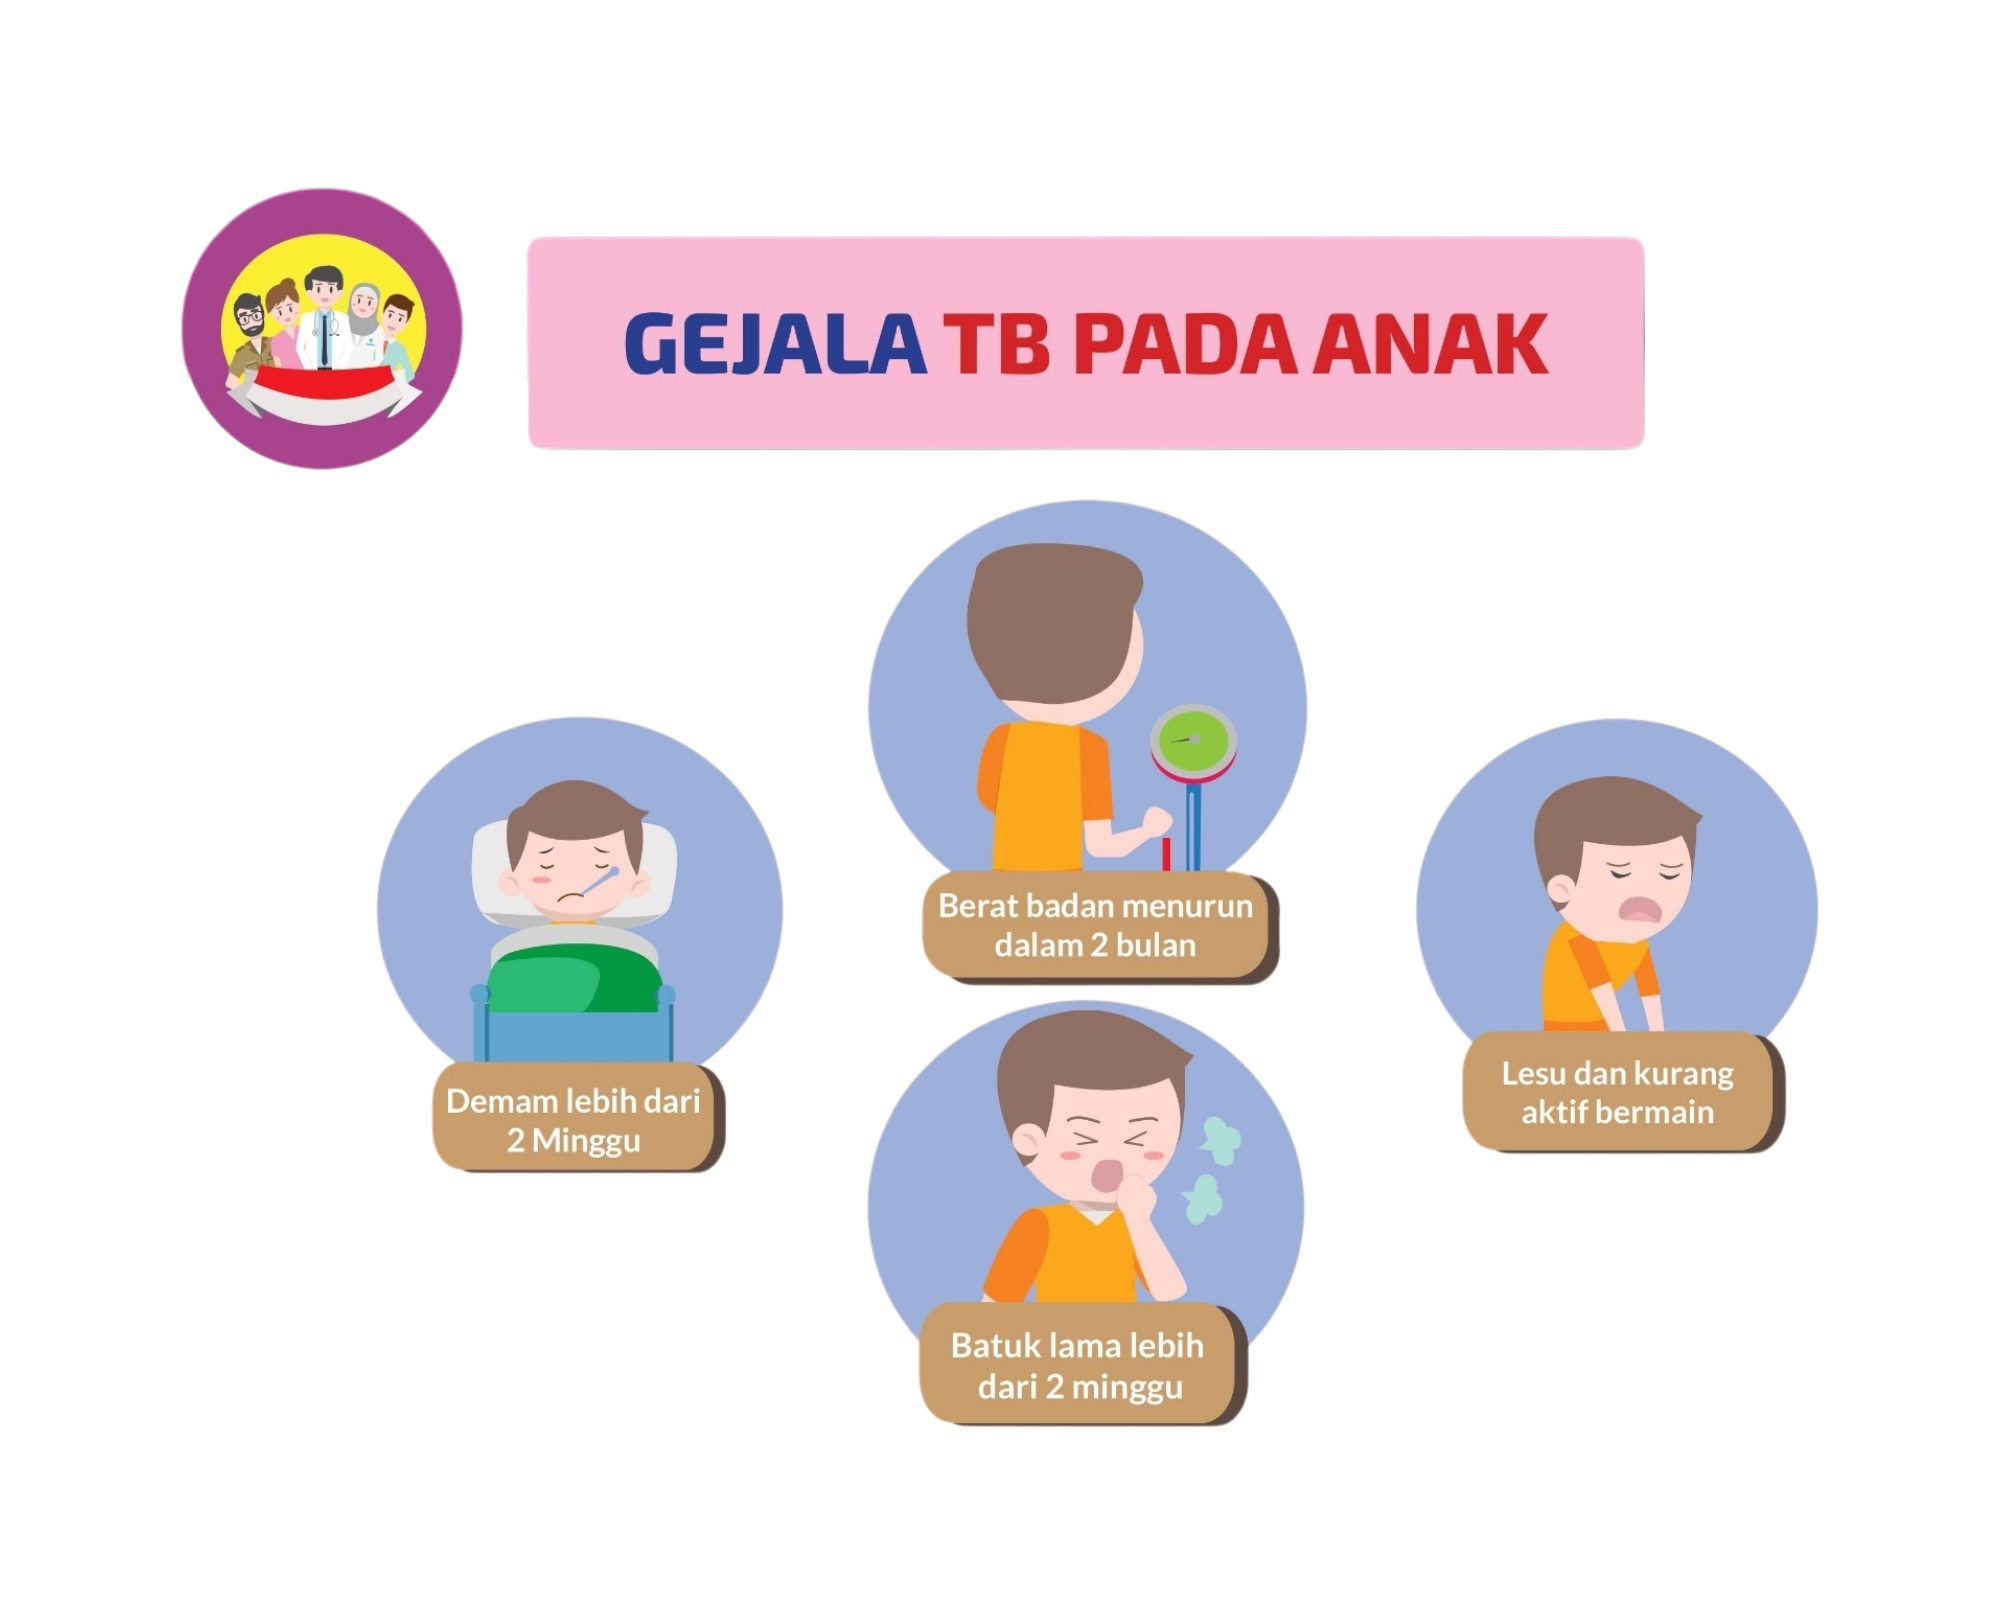 GEJALA TB PADA ANAK
Berat badan menurun
dalam 2 bulan
Demam lebih dari
2 Minggu
Lesu dan kurang
aktif bermain
Batuk lama lebih
dari 2 minggu